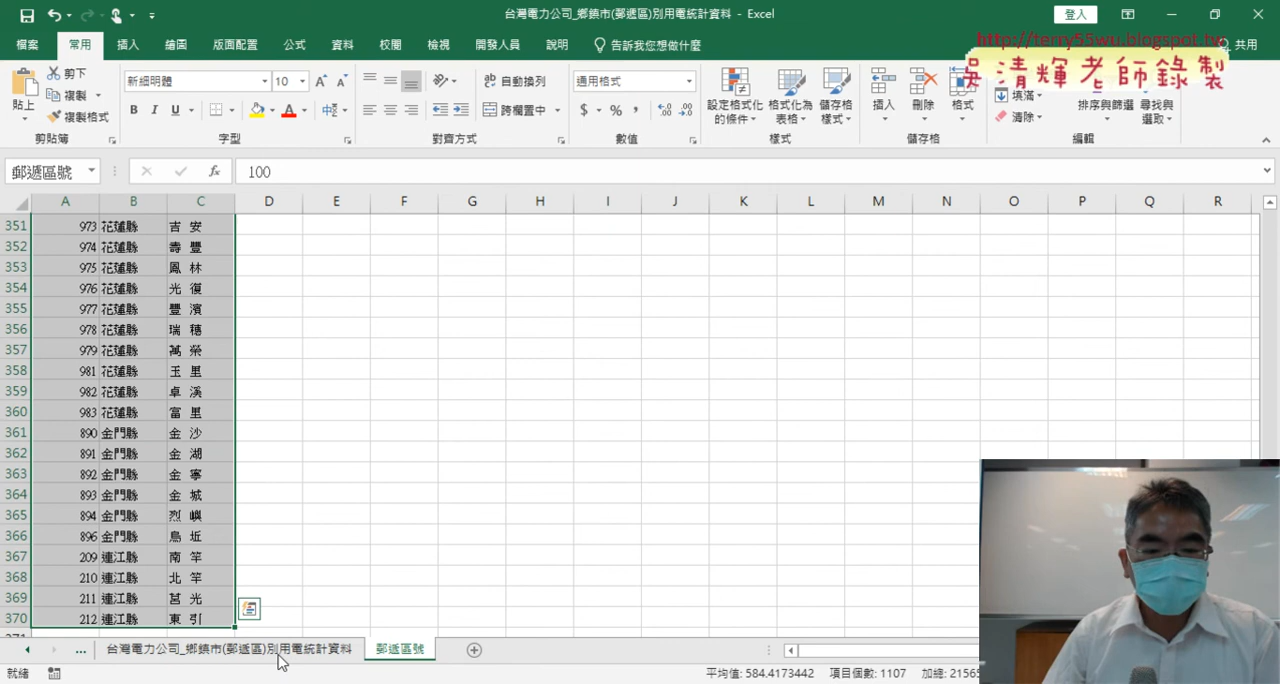 台灣電力公司_鄉鎮市(郵遞區)別用電統計資料 - Excel
登入
檔案 常用 插入 繪圖 版面配置 公式 資料 校閱 檢視 開發人員 說明 告訴我您想做什麼 共用
http://terry55wu.blogspot.tw
吳清輝老師錄製
貼上 剪下 複製 複製格式 剪貼簿
新細明體 10 B I U A A A 中 字型
自動換列 跨欄置中 對齊方式
通用格式 $ % , 數值
設定格式化的條件 格式化為表格 儲存格樣式 樣式
插入 刪除 格式 儲存格
填滿 清除 排序與篩選 尋找與選取 編輯
郵遞區號 fx 100
A B C D E F G H I J K L M N O P Q R
351 973 花蓮縣 吉 安
352 974 花蓮縣 壽 豐
353 975 花蓮縣 鳳 林
354 976 花蓮縣 光 復
355 977 花蓮縣 豐 濱
356 978 花蓮縣 瑞 穗
357 979 花蓮縣 萬 榮
358 981 花蓮縣 玉 里
359 982 花蓮縣 卓 溪
360 983 花蓮縣 富 里
361 890 金門縣 金 沙
362 891 金門縣 金 湖
363 892 金門縣 金 寧
364 893 金門縣 金 城
365 894 金門縣 烈 嶼
366 896 金門縣 烏 坵
367 209 連江縣 南 竿
368 210 連江縣 北 竿
369 211 連江縣 莒 光
370 212 連江縣 東 引
... 台灣電力公司_鄉鎮市(郵遞區)別用電統計資料 郵遞區號
就緒 平均值: 584.4173442 項目個數: 1107 加總: 21565